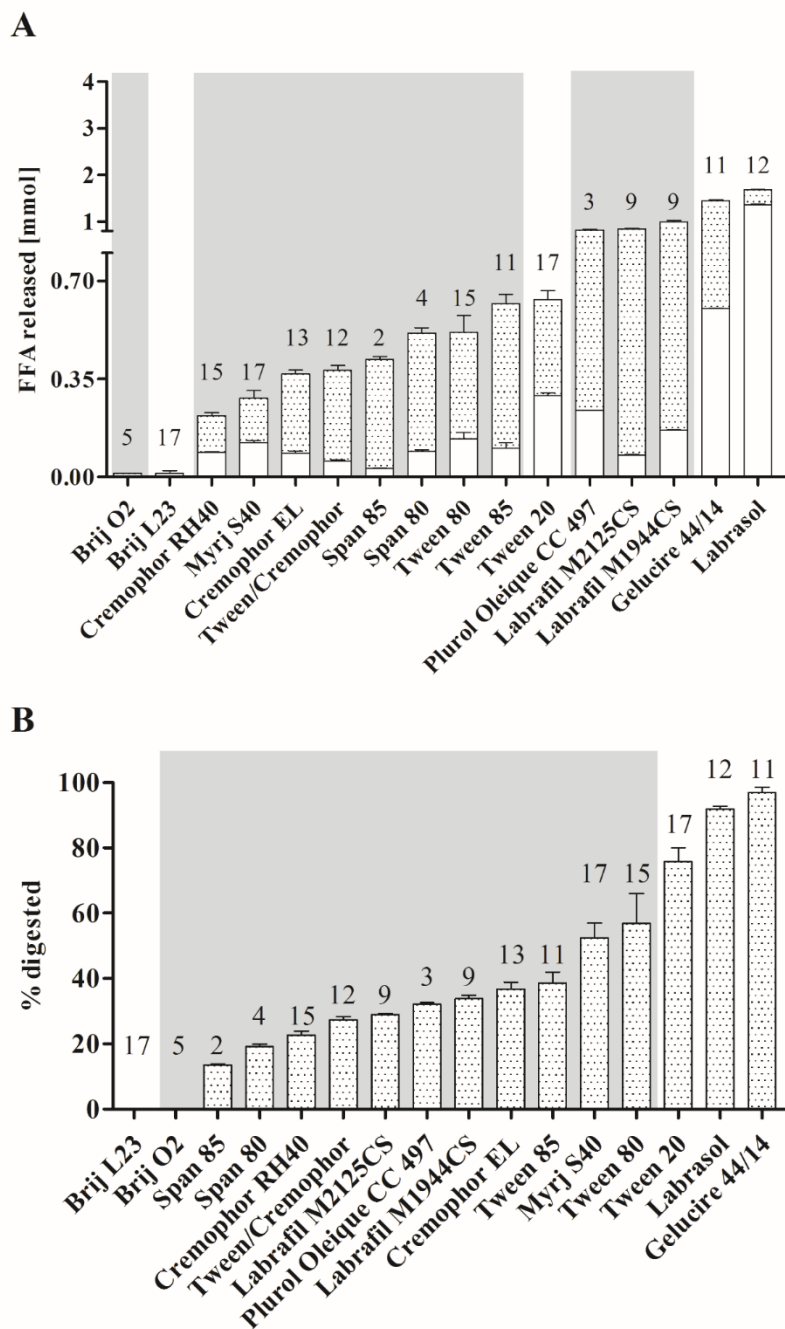 A
FFA released [mmol]
4
3
2
1
0.70
0.35
0.00
5
17
15
17
13
12
2
4
15
11
17
3
9
9
11
12
Brij O2
Brij L23
Cremophor RH40
Myrj S40
Cremophor EL
Tween/Cremophor
Span 85
Span 80
Tween 80
Tween 85
Tween 20
Plurol Oleique CC 497
Labrafil M2125CS
Labrafil M1944CS
Gelucire 44/14
Labrasol
B
% digested
100
80
60
40
20
0
17
5
2
4
15
12
9
3
9
13
11
17
15
17
12
11
Brij L23
Brij O2
Span 85
Span 80
Cremophor RH40
Tween/Cremophor
Labrafil M2125CS
Plurol Oleique CC 497
Labrafil M1944CS
Cremophor EL
Tween 85
Myrj S40
Tween 80
Tween 20
Labrasol
Gelucire 44/14